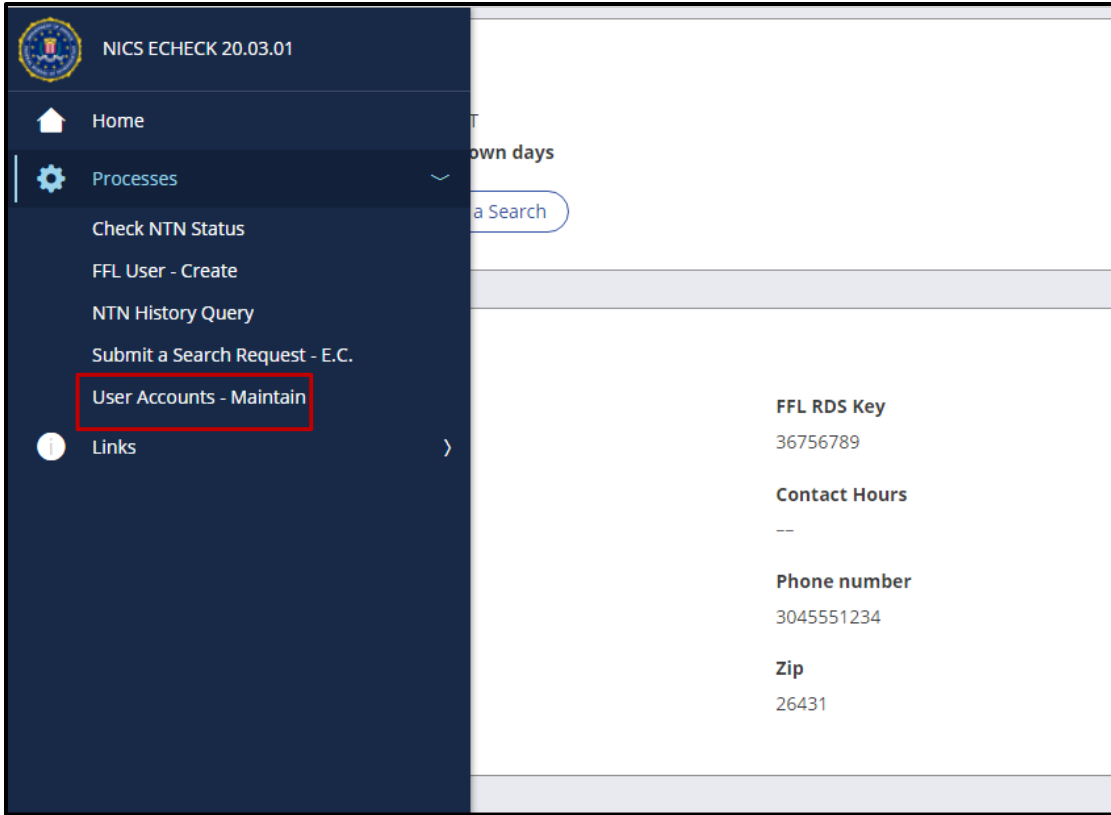 NICS ECHECK 20.03.01
Home
Processes
Check NTN Status
FFL User - Create
NTN History Query
Submit a Search Request - E.C.
User Accounts - Maintain
Links
T
own days
a Search
FFL RDS Key
36756789
Contact Hours
––
Phone number
3045551234
Zip
26431